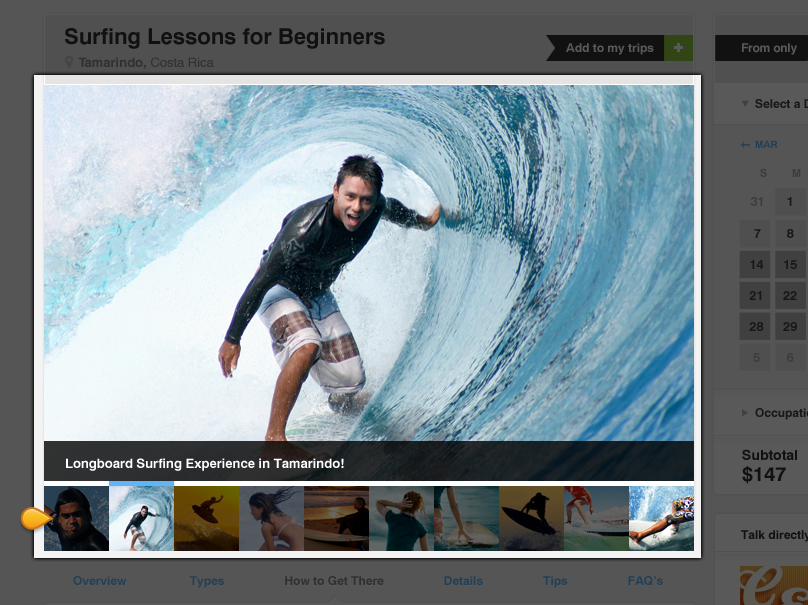 Surfing Lessons for Beginners
Tamarindo, Costa Rica
Add to my trips +
From only
Select a D
← MAR
S M
31 1
7 8
14 15
21 22
28 29
5 6
Longboard Surfing Experience in Tamarindo!
Occupati
Subtotal
$147
Talk directly
Overview Types How to Get There Details Tips FAQ's